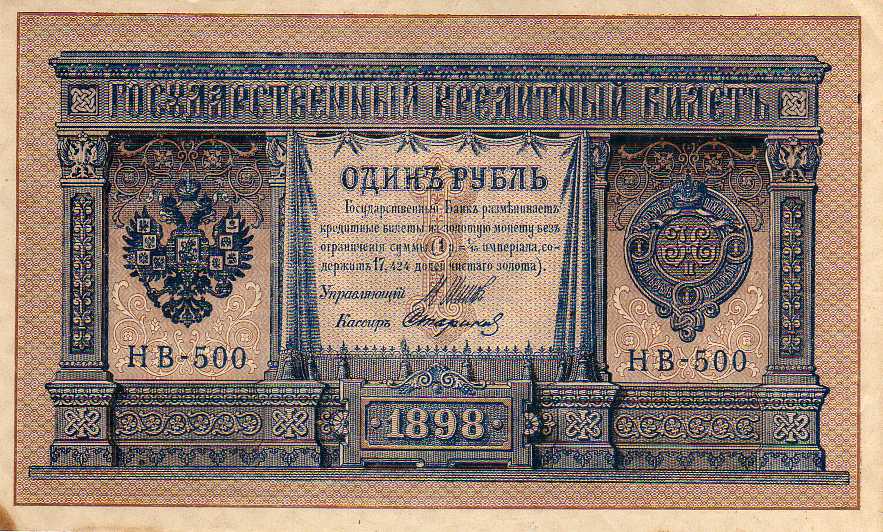 ГОСУДАРСТВЕННЫЙ КРЕДИТНЫЙ БИЛЕТЪ
ОДИНЪ РУБЛЬ
Государственный Банкъ размѣниваетъ
кредитные билеты на золотую монету безъ
ограниченія суммы (1 р.= 1/15 имперіала, со-
держитъ 17,424 долей чистаго золота).
Управляющій
Кассиръ
НВ-500
НВ-500
1898